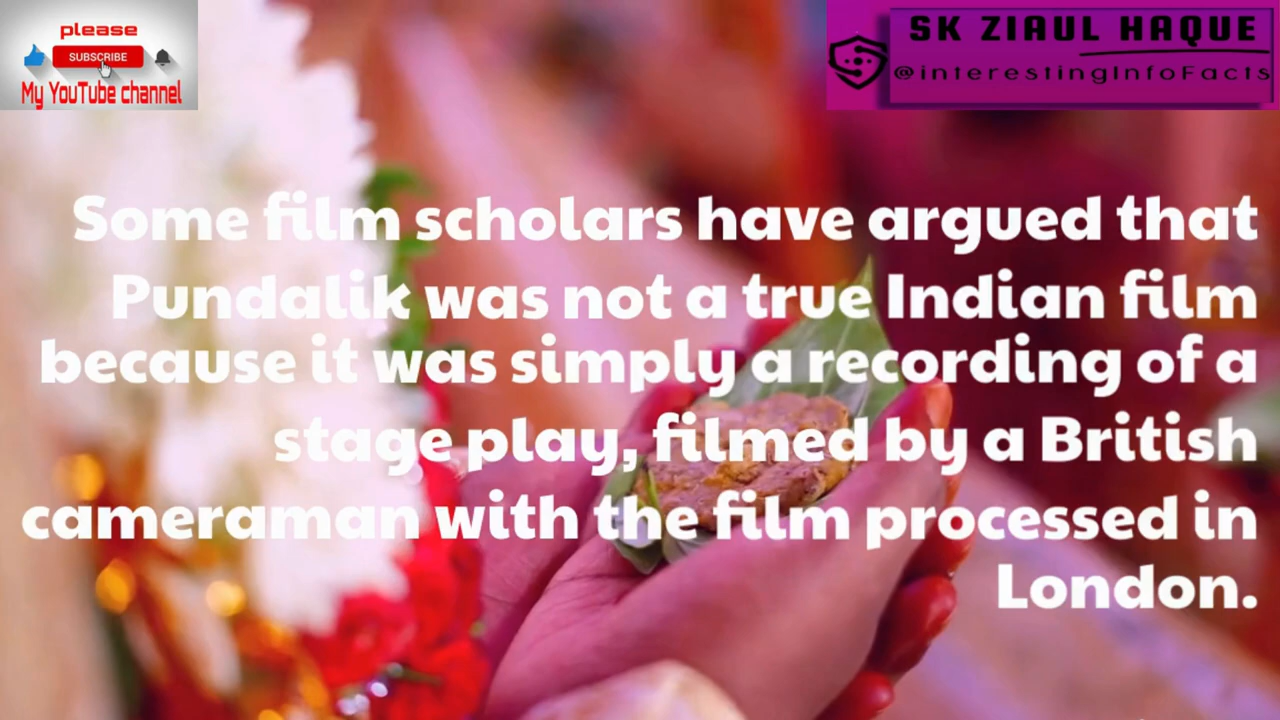 please
SUBSCRIBE
My YouTube channel
SK ZIAUL HAQUE
@interestingInfoFacts
Some film scholars have argued that
Pundalik was not a true Indian film
because it was simply a recording of a
stage play, filmed by a British
cameraman with the film processed in
London.